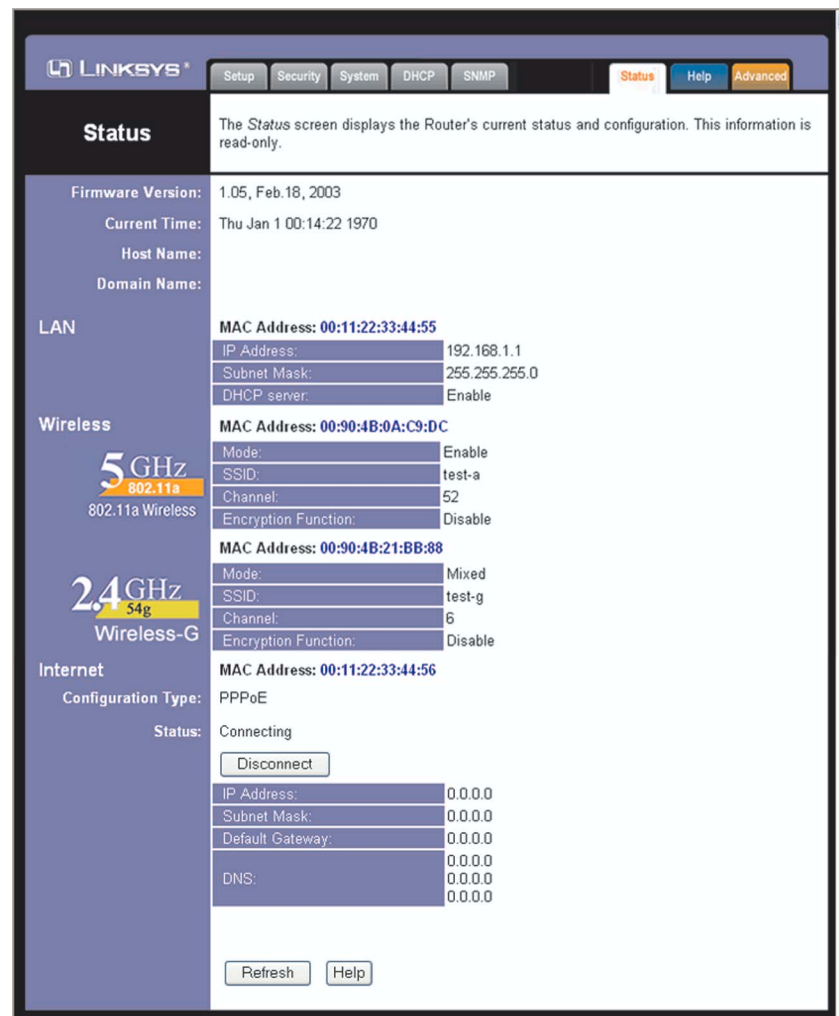 LINKSYS®
Setup Security System DHCP SNMP Status Help Advanced
Status
The Status screen displays the Router's current status and configuration. This information is
read-only.
Firmware Version: 1.05, Feb.18, 2003
Current Time: Thu Jan 1 00:14:22 1970
Host Name:
Domain Name:
LAN
MAC Address: 00:11:22:33:44:55
IP Address: 192.168.1.1
Subnet Mask: 255.255.255.0
DHCP server: Enable
Wireless
MAC Address: 00:90:4B:0A:C9:DC
5 GHz
802.11a
802.11a Wireless
Mode: Enable
SSID: test-a
Channel: 52
Encryption Function: Disable
MAC Address: 00:90:4B:21:BB:88
2.4 GHz
54g
Wireless-G
Mode: Mixed
SSID: test-g
Channel: 6
Encryption Function: Disable
Internet
MAC Address: 00:11:22:33:44:56
Configuration Type: PPPoE
Status: Connecting
Disconnect
IP Address: 0.0.0.0
Subnet Mask: 0.0.0.0
Default Gateway: 0.0.0.0
DNS: 0.0.0.0
0.0.0.0
0.0.0.0
Refresh Help